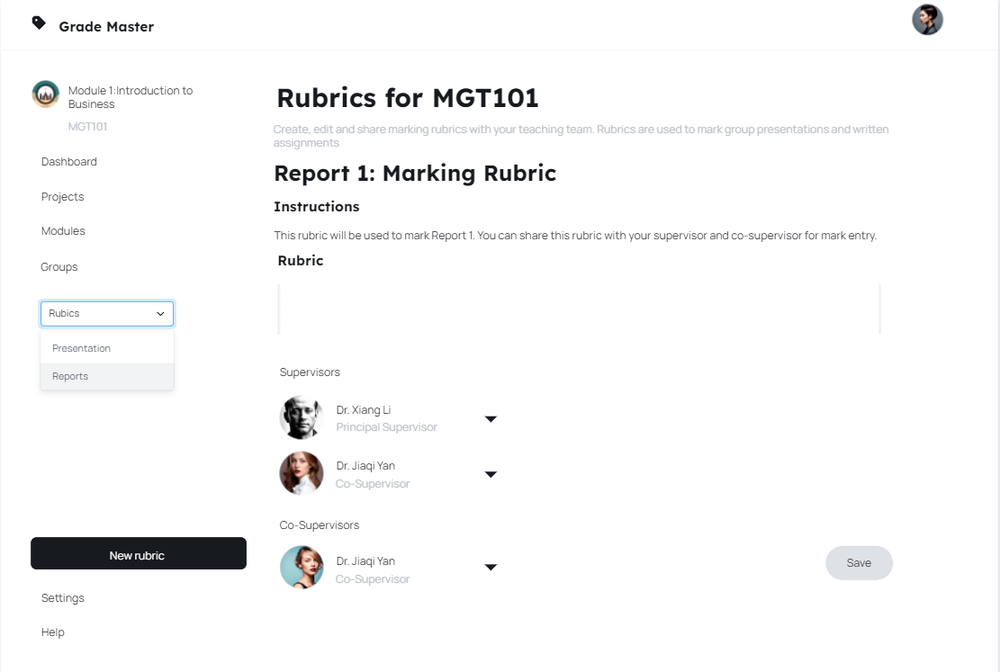 Grade Master
Module 1:Introduction to
Business
MGT101
Dashboard
Projects
Modules
Groups
Rubics
Presentation
Reports
New rubric
Settings
Help
Rubrics for MGT101
Create, edit and share marking rubrics with your teaching team. Rubrics are used to mark group presentations and written
assignments
Report 1: Marking Rubric
Instructions
This rubric will be used to mark Report 1. You can share this rubric with your supervisor and co-supervisor for mark entry.
Rubric
Supervisors
Dr. Xiang Li
Principal Supervisor
Dr. Jiaqi Yan
Co-Supervisor
Co-Supervisors
Dr. Jiaqi Yan
Co-Supervisor
Save